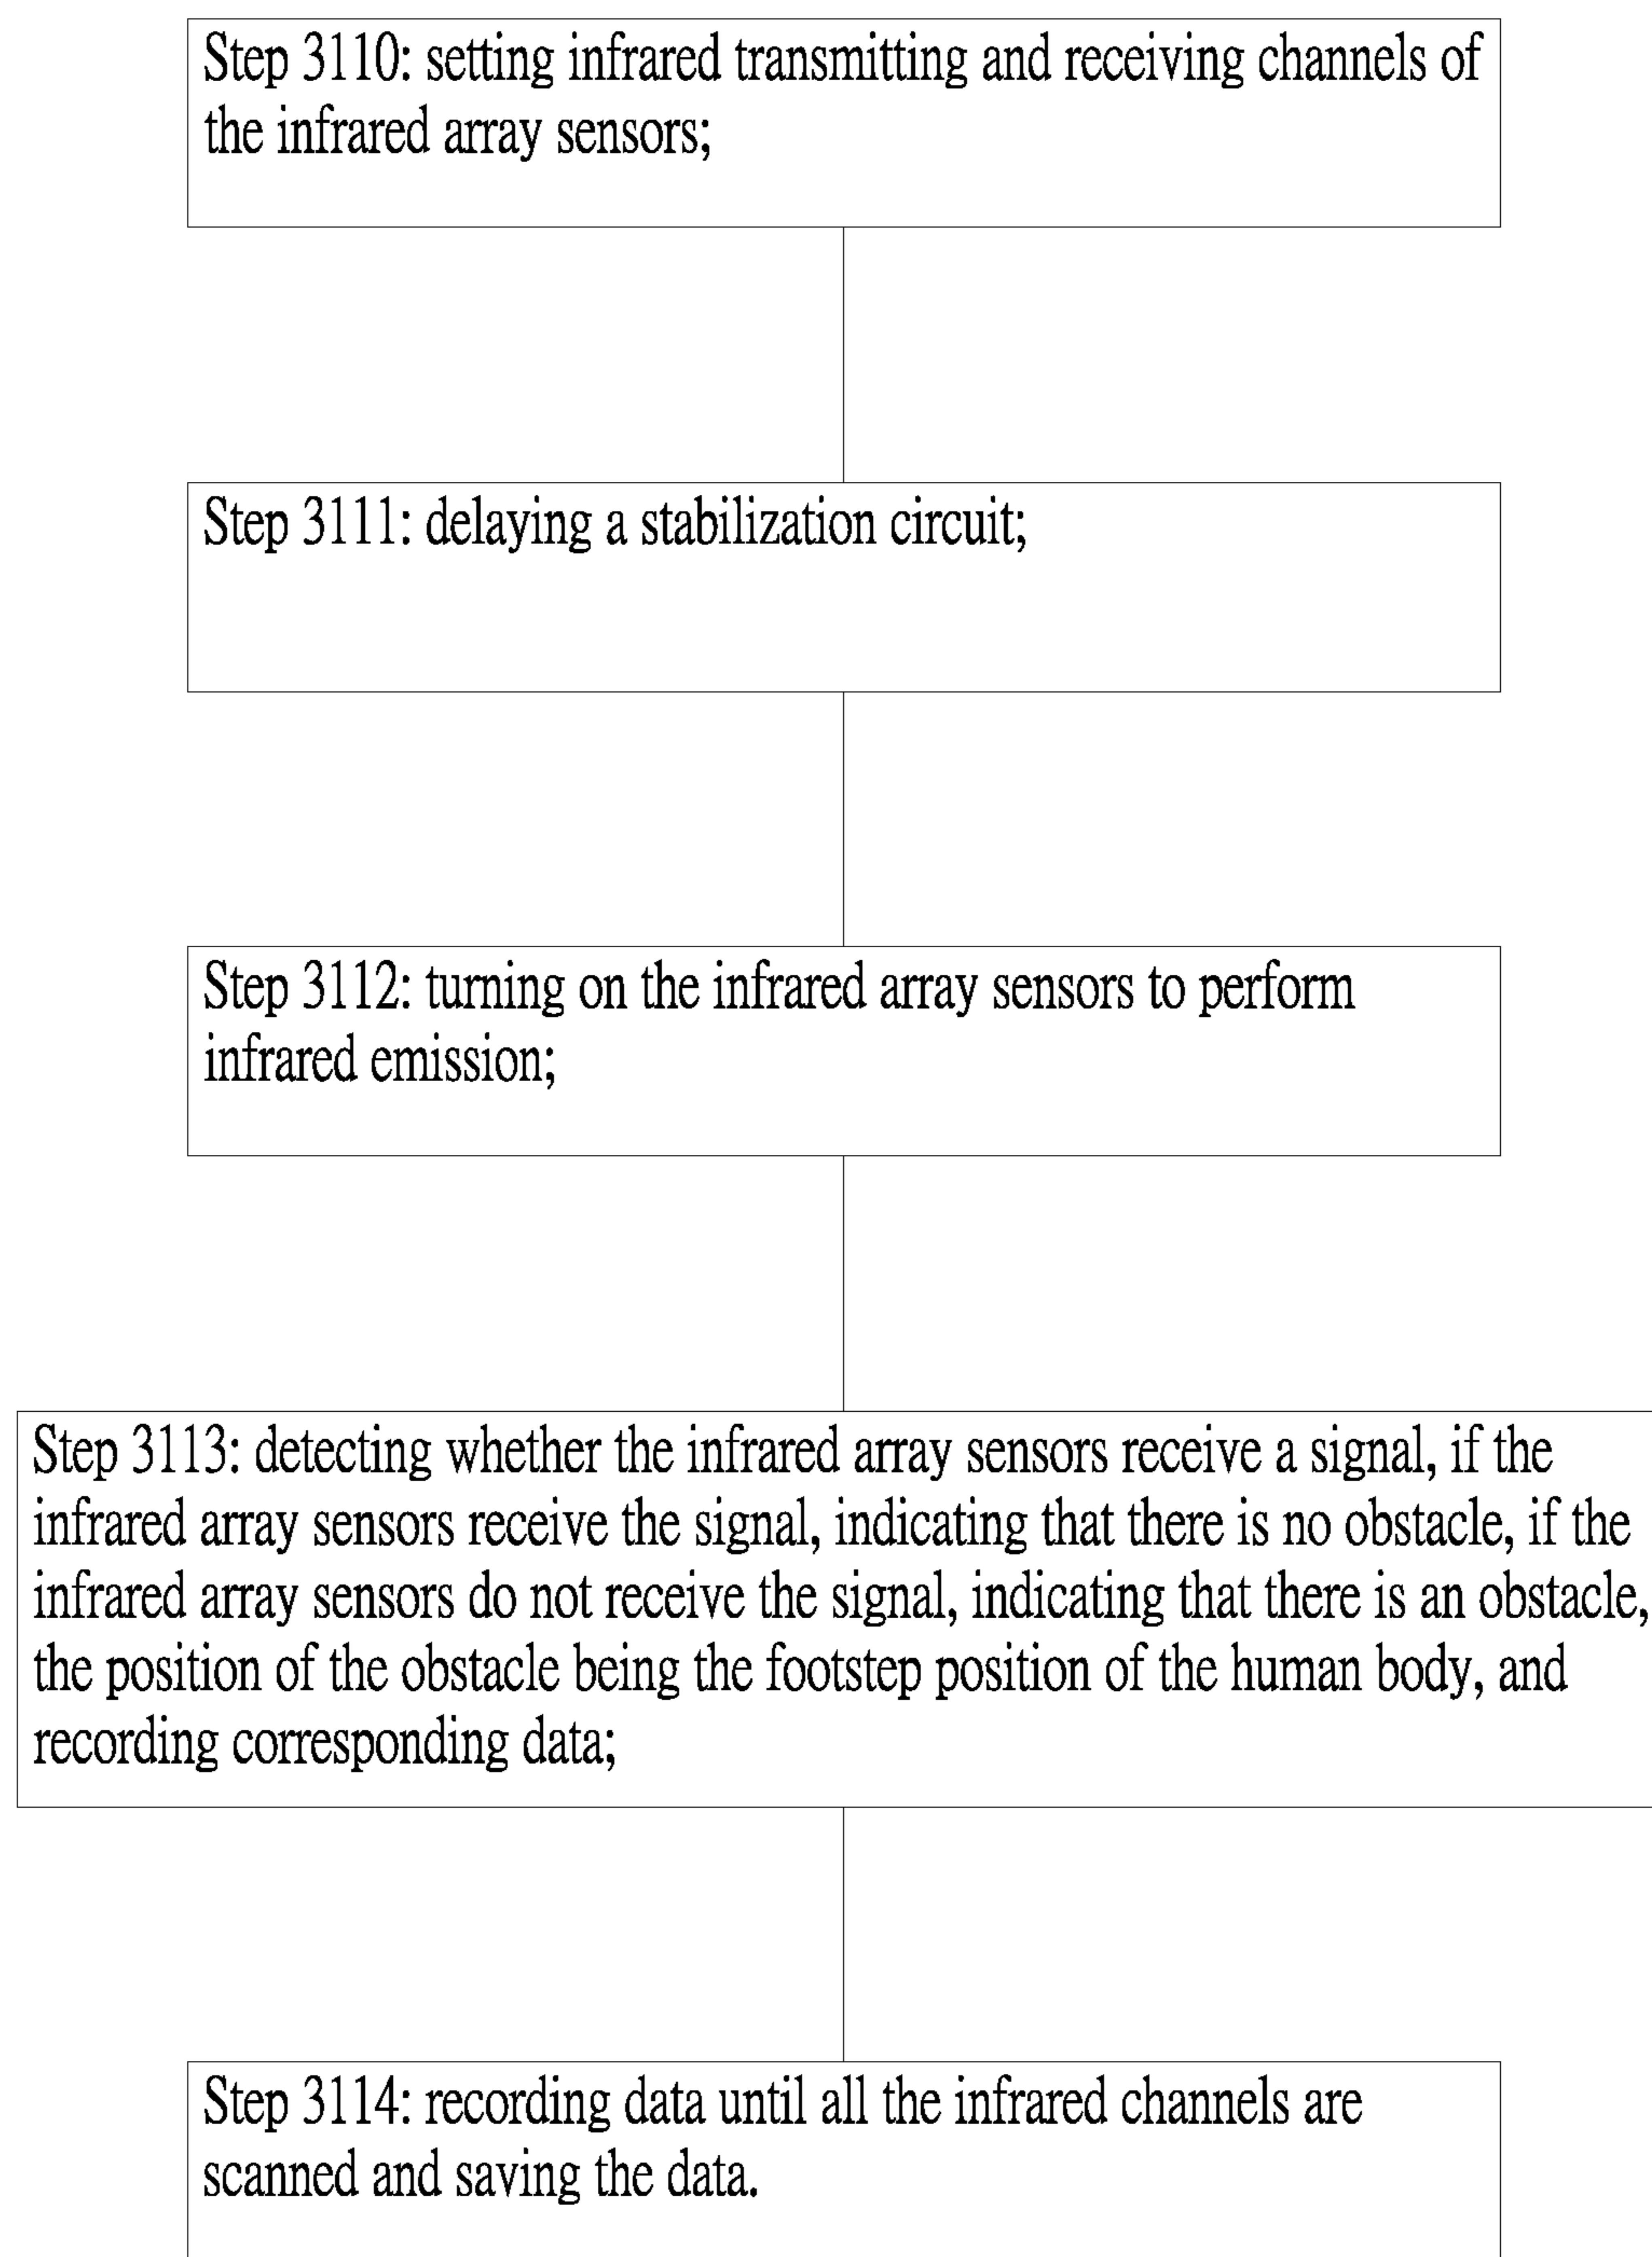 Step 3110: setting infrared transmitting and receiving channels of
the infrared array sensors;
Step 3111: delaying a stabilization circuit;
Step 3112: turning on the infrared array sensors to perform
infrared emission;
Step 3113: detecting whether the infrared array sensors receive a signal, if the
infrared array sensors receive the signal, indicating that there is no obstacle, if the
infrared array sensors do not receive the signal, indicating that there is an obstacle,
the position of the obstacle being the footstep position of the human body, and
recording corresponding data;
Step 3114: recording data until all the infrared channels are
scanned and saving the data.